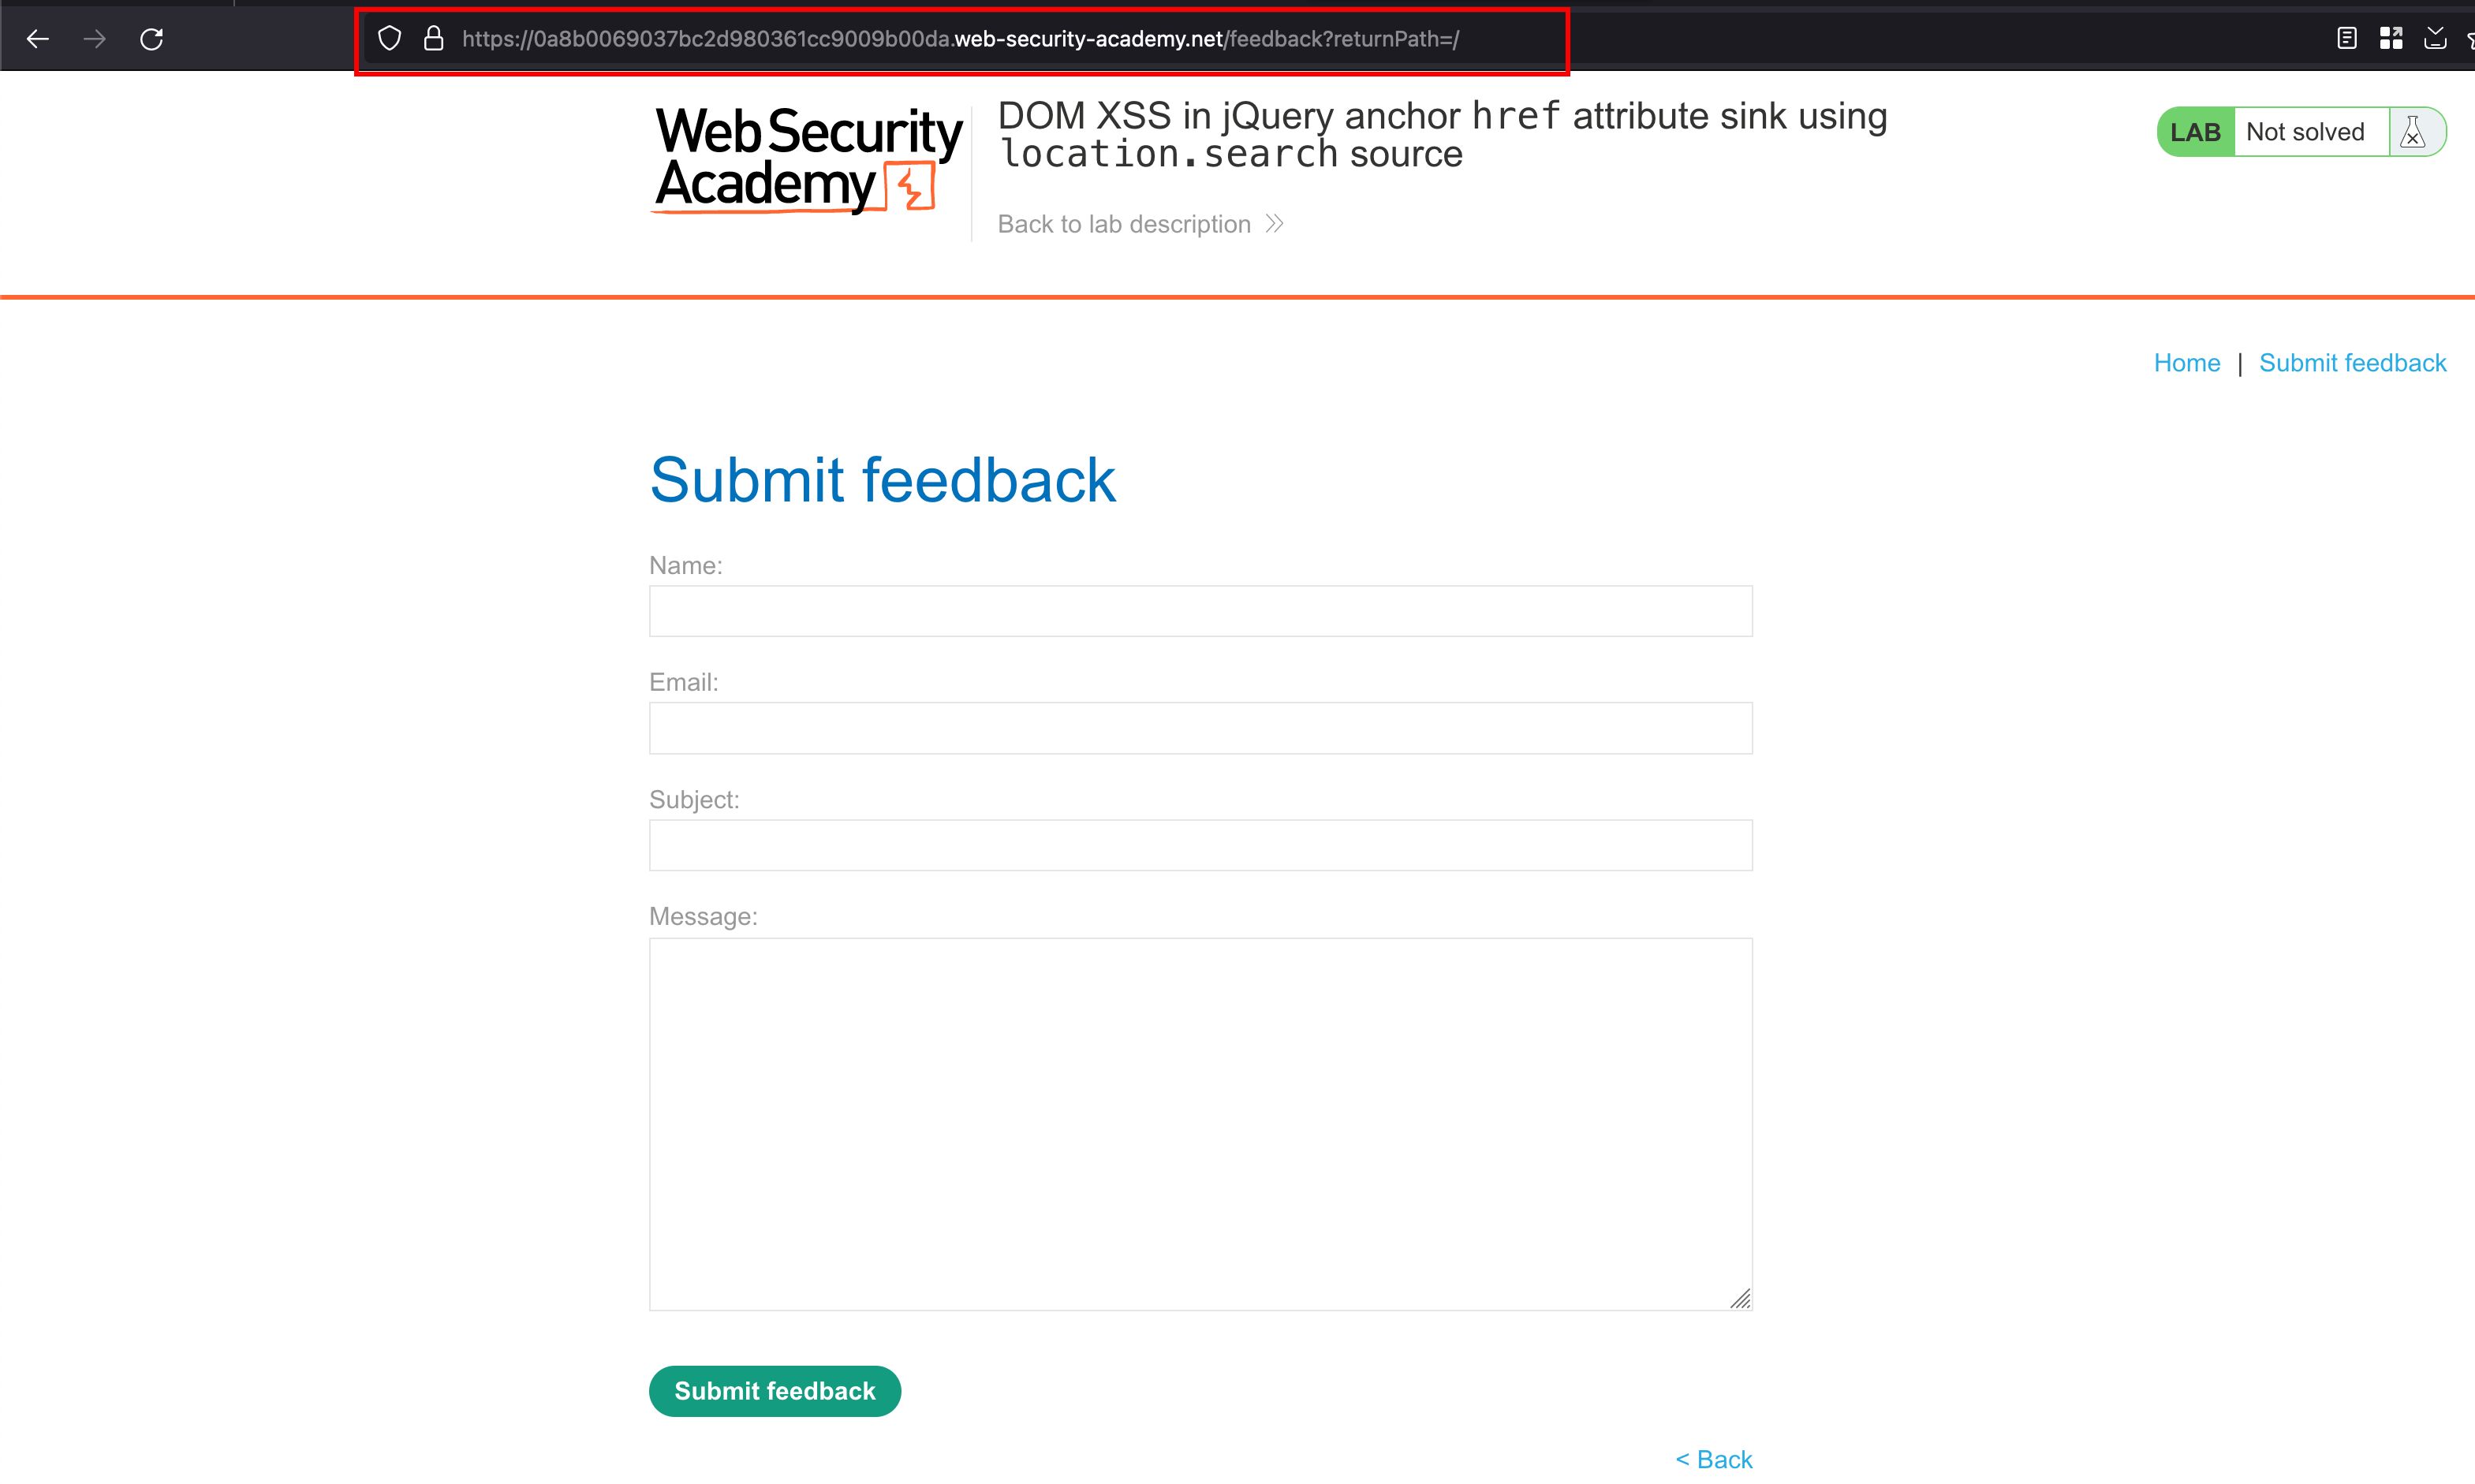 https://0a8b0069037bc2d980361cc9009b00da.web-security-academy.net/feedback?returnPath=/
Web Security
Academy
DOM XSS in jQuery anchor href attribute sink using
location.search source
Back to lab description
LAB Not solved
Home | Submit feedback
Submit feedback
Name:
Email:
Subject:
Message:
Submit feedback
< Back